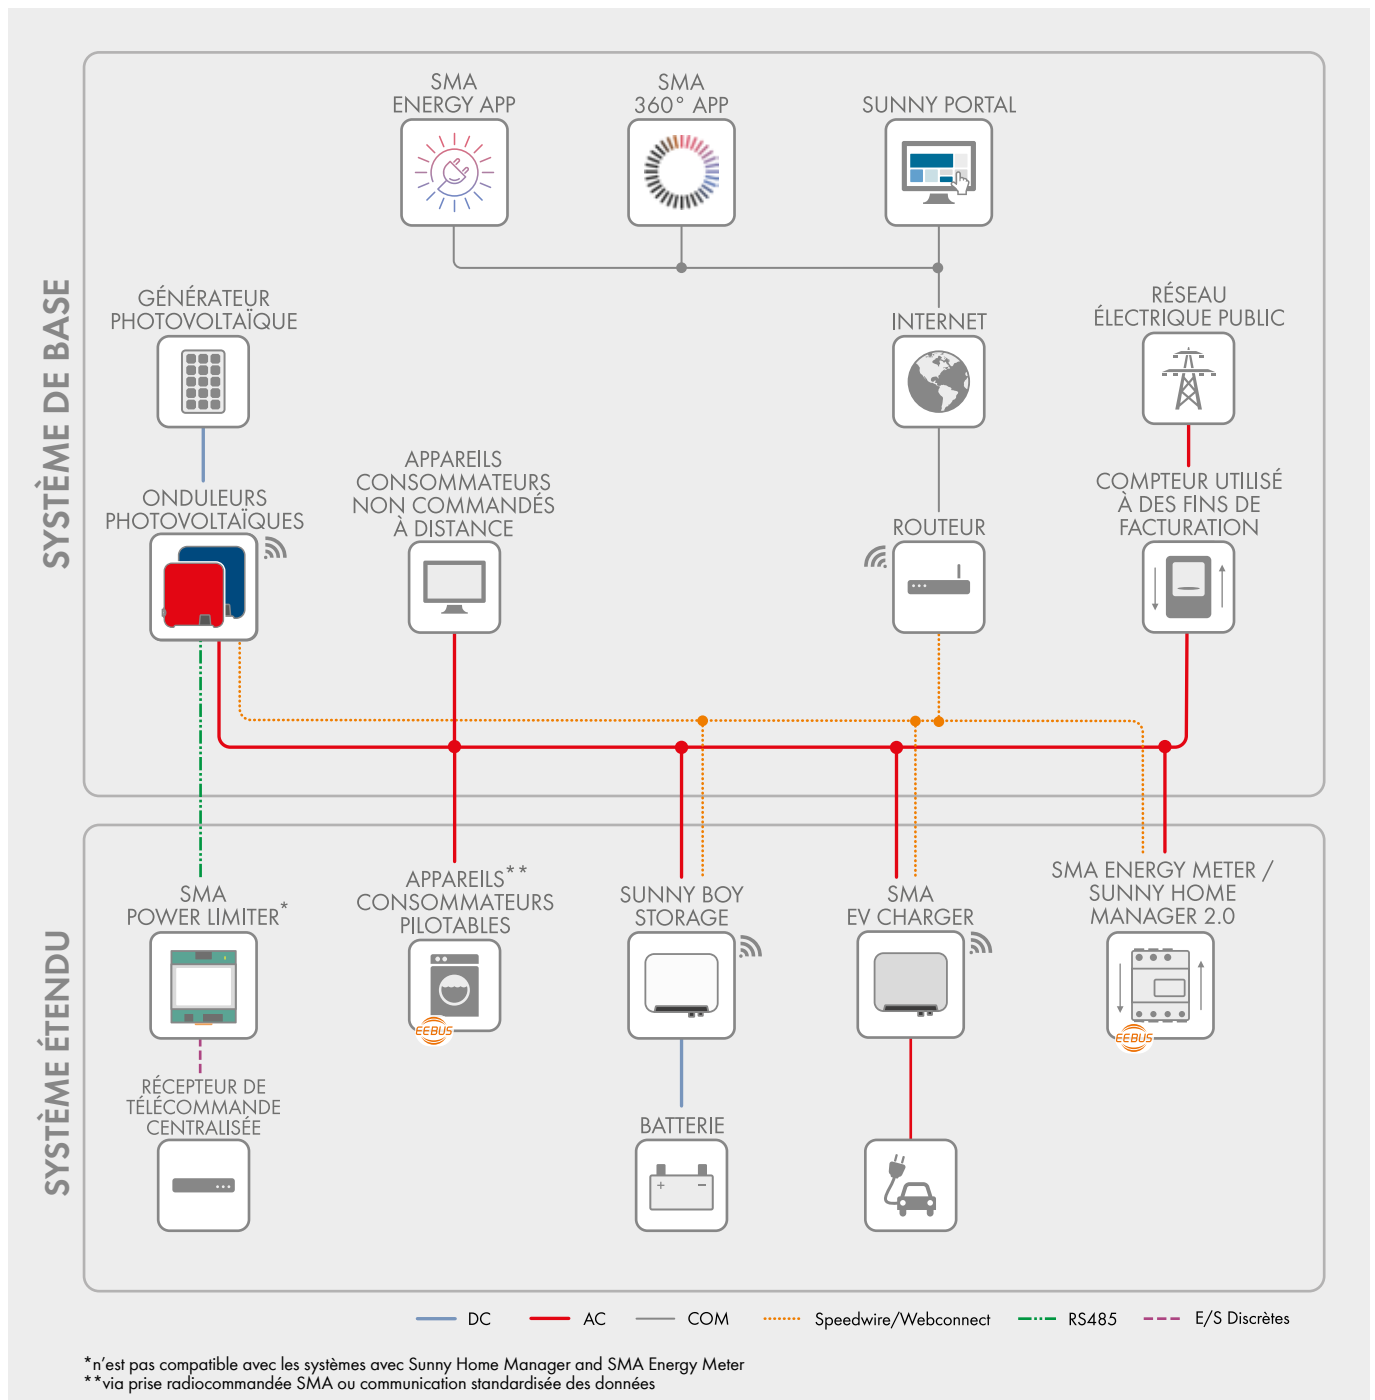 SMA
ENERGY APP
SMA
360° APP
SUNNY PORTAL
SYSTÈME DE BASE
GÉNÉRATEUR
PHOTOVOLTAÏQUE
INTERNET
RÉSEAU
ÉLECTRIQUE PUBLIC
ONDULEURS
PHOTOVOLTAÏQUES
APPAREILS
CONSOMMATEURS
NON COMMANDÉS
À DISTANCE
ROUTEUR
COMPTEUR UTILISÉ
À DES FINS DE
FACTURATION
SYSTÈME ÉTENDU
SMA
POWER LIMITER*
APPAREILS**
CONSOMMATEURS
PILOTABLES
EEBUS
SUNNY BOY
STORAGE
SMA
EV CHARGER
SMA ENERGY METER /
SUNNY HOME
MANAGER 2.0
EEBUS
RÉCEPTEUR DE
TÉLÉCOMMANDE
CENTRALISÉE
BATTERIE
+ −
DC
AC
COM
Speedwire/Webconnect
RS485
E/S Discrètes
*n'est pas compatible avec les systèmes avec Sunny Home Manager and SMA Energy Meter
**via prise radiocommandée SMA ou communication standardisée des données